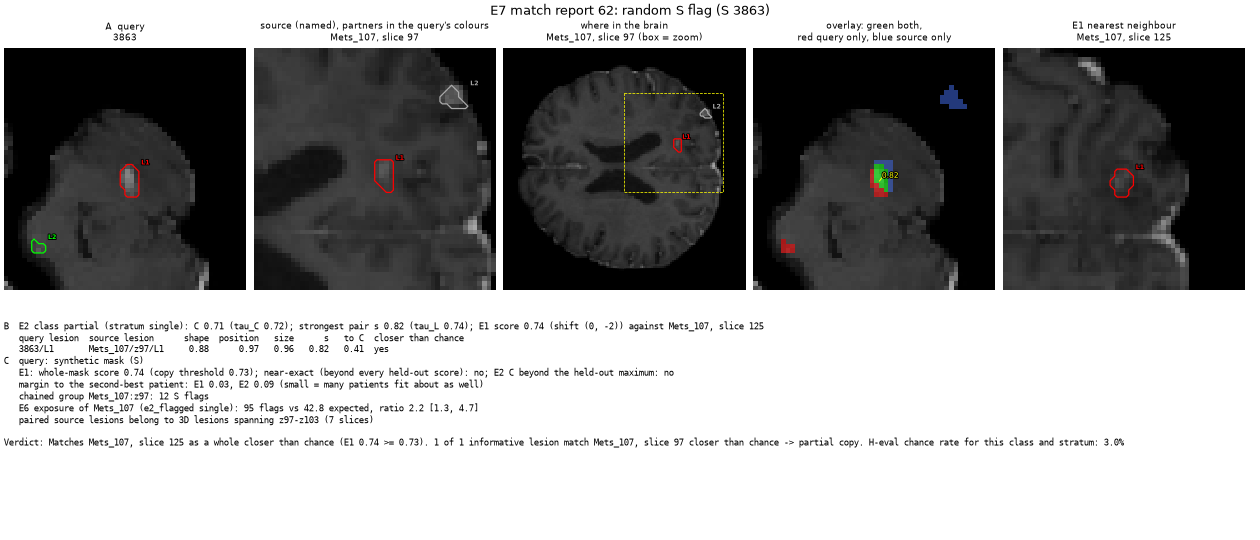 E7 match report 62: random S flag (S 3863)
A query
3863
source (named), partners in the query's colours
Mets_107, slice 97
where in the brain
Mets_107, slice 97 (box = zoom)
overlay: green both,
red query only, blue source only
E1 nearest neighbour
Mets_107, slice 125
L1
L2
L1
L2
L1
L2
0.82
L1
B E2 class partial (stratum single): C 0.71 (tau_C 0.72); strongest pair s 0.82 (tau_L 0.74); E1 score 0.74 (shift (0, -2)) against Mets_107, slice 125
query lesion source lesion shape position size s to C closer than chance
3863/L1 Mets_107/z97/L1 0.88 0.97 0.96 0.82 0.41 yes
C query: synthetic mask (S)
E1: whole-mask score 0.74 (copy threshold 0.73); near-exact (beyond every held-out score): no; E2 C beyond the held-out maximum: no
margin to the second-best patient: E1 0.03, E2 0.09 (small = many patients fit about as well)
chained group Mets_107:z97: 12 S flags
E6 exposure of Mets_107 (e2_flagged single): 95 flags vs 42.8 expected, ratio 2.2 [1.3, 4.7]
paired source lesions belong to 3D lesions spanning z97-z103 (7 slices)
Verdict: Matches Mets_107, slice 125 as a whole closer than chance (E1 0.74 >= 0.73). 1 of 1 informative lesion match Mets_107, slice 97 closer than chance -> partial copy. H-eval chance rate for this class and stratum: 3.0%